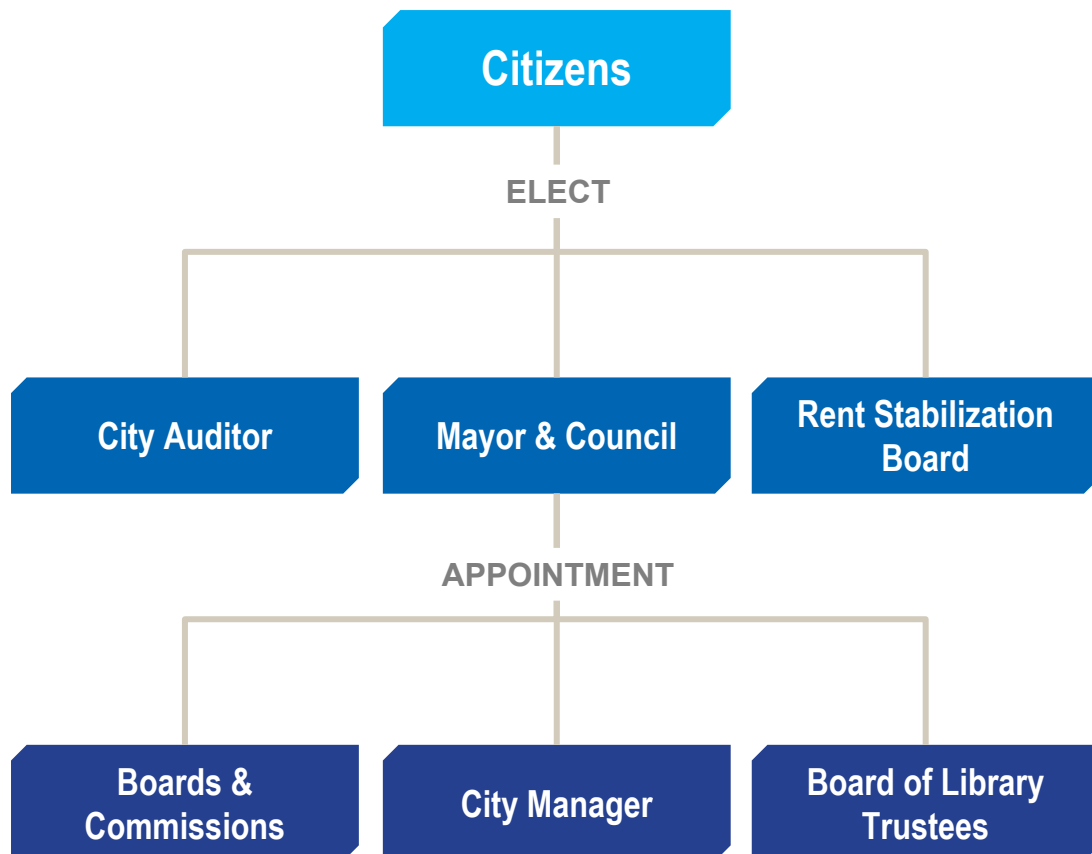 Citizens
ELECT
City Auditor
Mayor & Council
Rent Stabilization
Board
APPOINTMENT
Boards &
Commissions
City Manager
Board of Library
Trustees